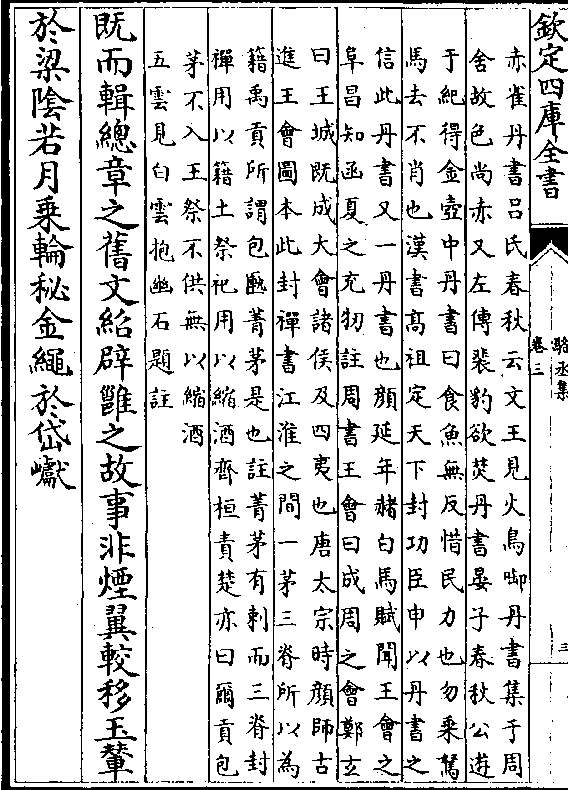 欽定四庫全書
駱丞集
卷三
三
赤雀丹書呂氏春秋云文王見火烏啣丹書集于周
舍故色尚赤又左傳裴豹欲焚丹書晏子春秋公遊
于紀得金壺中丹書曰食魚無反惜民力也勿乘駑
馬去不肖也漢書髙祖定天下封功臣申以丹書之
信此丹書又一丹書也顔延年赭白馬賦聞王會之
阜昌知函夏之充牣註周書王會曰成周之會鄭玄
曰王城既成大會諸侯及四夷也唐太宗時顔師古
進王會圖本此封禪書江淮之間一茅三脊所以為
籍禹貢所謂包匭菁茅是也註菁茅有刺而三脊封
禪用以籍土祭祀用以縮酒齊桓責楚亦曰爾貢包
茅不入王祭不供無以縮酒
五雲見白雲抱幽石題註
既而輯總章之舊文紹辟雝之故事非煙翼較移玉輦
於梁陰若月乘輪秘金繩於岱巘